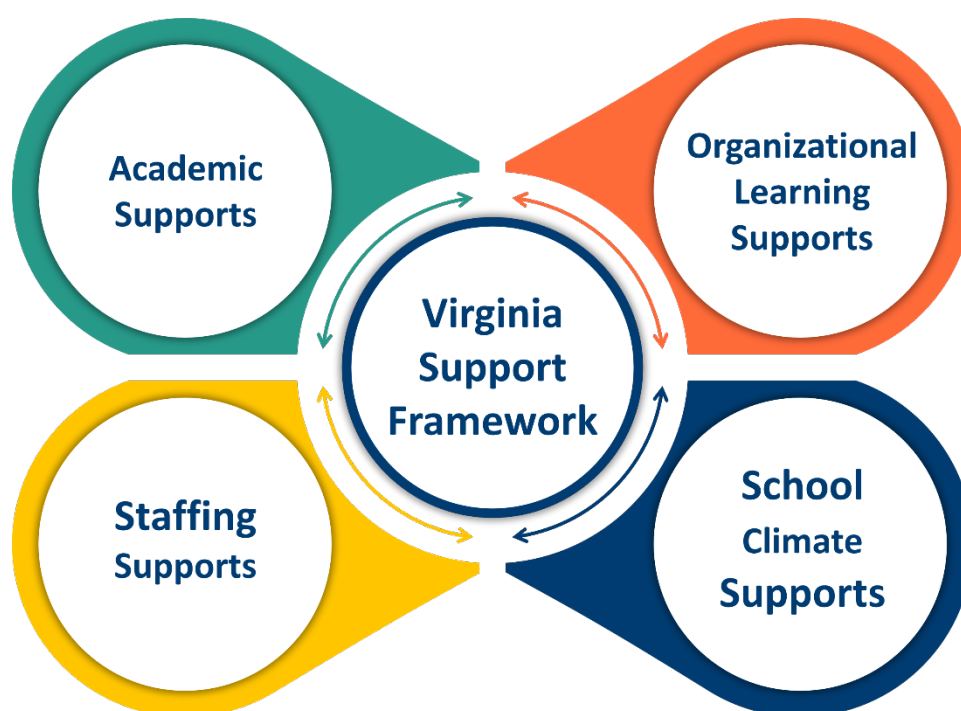 Academic
Supports
Organizational
Learning
Supports
Virginia
Support
Framework
Staffing
Supports
School
Climate
Supports